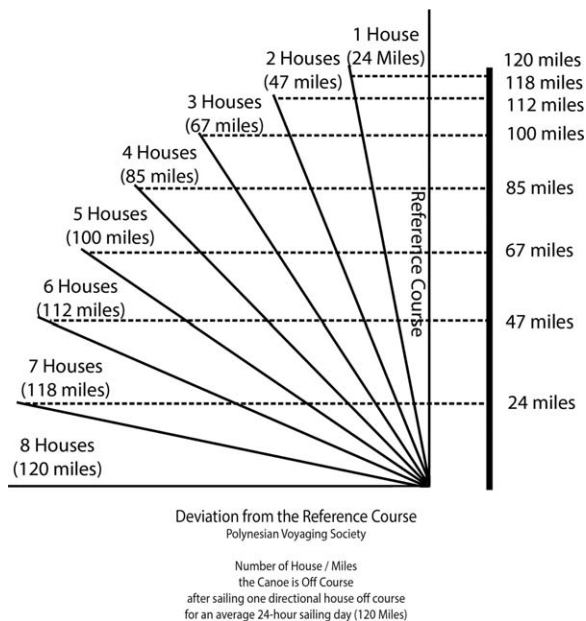 1 House
(24 Miles)
2 Houses
(47 miles)
3 Houses
(67 miles)
4 Houses
(85 miles)
5 Houses
(100 miles)
6 Houses
(112 miles)
7 Houses
(118 miles)
8 Houses
(120 miles)
Reference Course
120 miles
118 miles
112 miles
100 miles
85 miles
67 miles
47 miles
24 miles
Deviation from the Reference Course
Polynesian Voyaging Society
Number of House / Miles
the Canoe is Off Course
after sailing one directional house off course
for an average 24-hour sailing day (120 Miles)